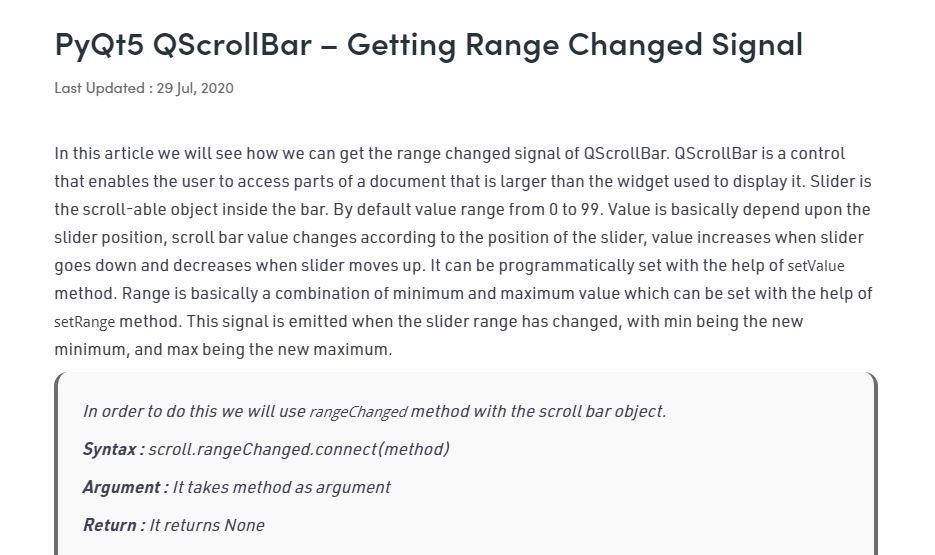 PyQt5 QScrollBar – Getting Range Changed Signal
Last Updated : 29 Jul, 2020
In this article we will see how we can get the range changed signal of QScrollBar. QScrollBar is a control
that enables the user to access parts of a document that is larger than the widget used to display it. Slider is
the scroll-able object inside the bar. By default value range from 0 to 99. Value is basically depend upon the
slider position, scroll bar value changes according to the position of the slider, value increases when slider
goes down and decreases when slider moves up. It can be programmatically set with the help of setValue
method. Range is basically a combination of minimum and maximum value which can be set with the help of
setRange method. This signal is emitted when the slider range has changed, with min being the new
minimum, and max being the new maximum.
In order to do this we will use rangeChanged method with the scroll bar object.
Syntax : scroll.rangeChanged.connect(method)
Argument : It takes method as argument
Return : It returns None